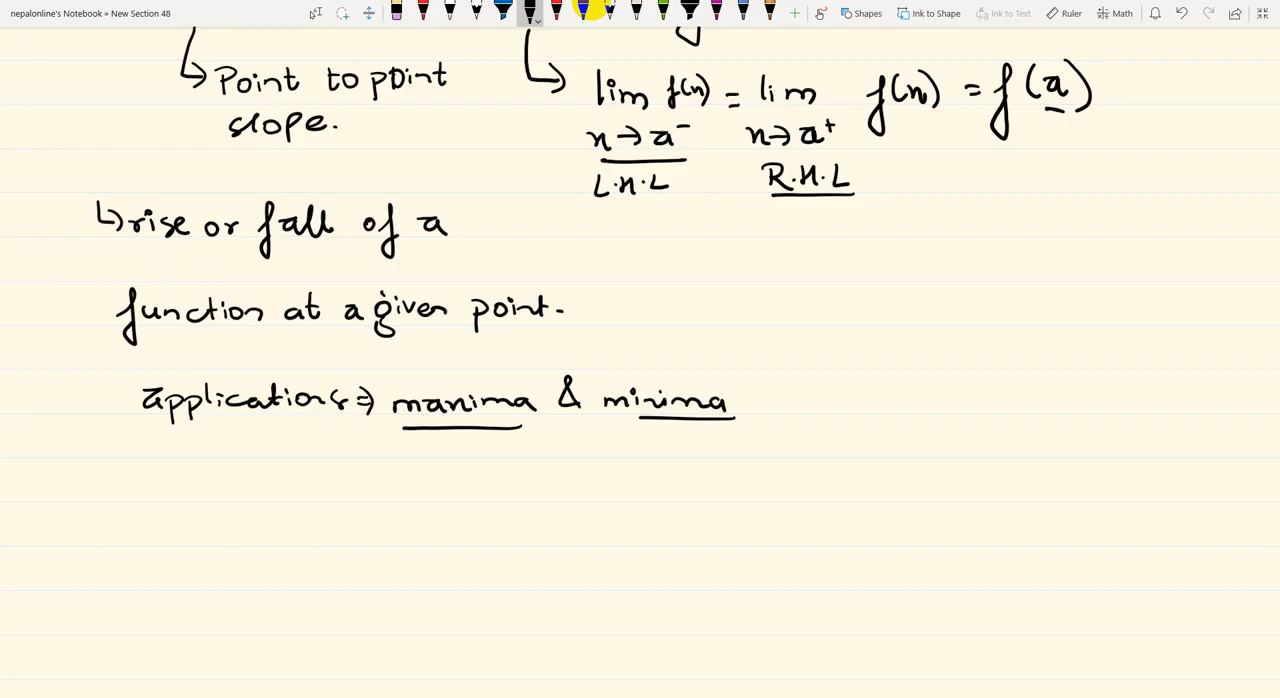 nepalonline's Notebook » New Section 48
Shapes Ink to Shape Ink to Text Ruler Math
Point to point
slope.
lim f(x) = lim f(x) = f(a)
x → a⁻ x → a⁺
L.H.L R.H.L
rise or fall of a
function at a given point.
applications ⇒ maxima & minima